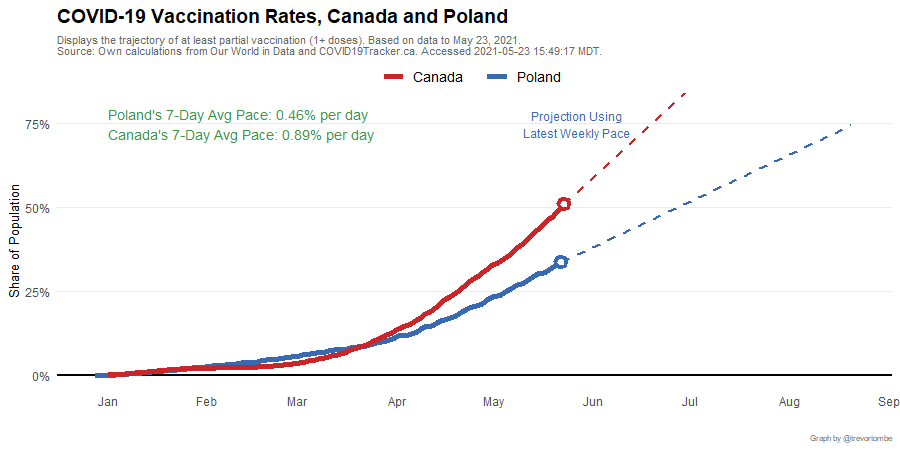 COVID-19 Vaccination Rates, Canada and Poland
Displays the trajectory of at least partial vaccination (1+ doses). Based on data to May 23, 2021.
Source: Own calculations from Our World in Data and COVID19Tracker.ca. Accessed 2021-05-23 15:49:17 MDT.
Canada Poland
Poland's 7-Day Avg Pace: 0.46% per day
Canada's 7-Day Avg Pace: 0.89% per day
Projection Using
Latest Weekly Pace
Share of Population
75%
50%
25%
0%
Jan Feb Mar Apr May Jun Jul Aug Sep
Graph by @trevortombe